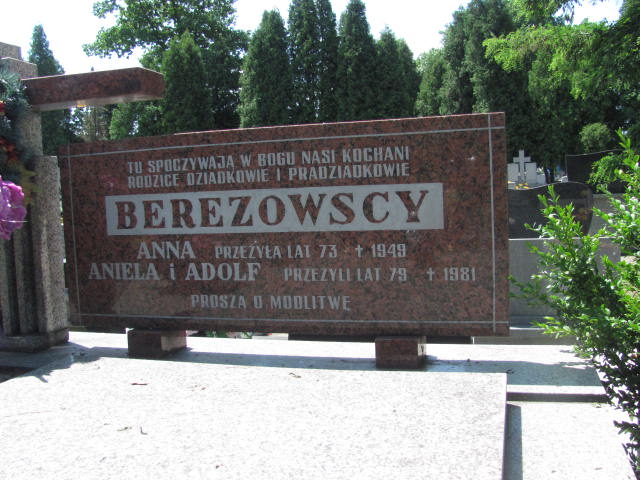 TU SPOCZYWAJĄ W BOGU NASI KOCHANI
RODZICE DZIADKOWIE I PRADZIADKOWIE
BEREZOWSCY
ANNA PRZEŻYŁA LAT 73 - † 1949
ANIELA i ADOLF PRZEŻYLI LAT 79 - † 1981
PROSZĄ O MODLITWĘ